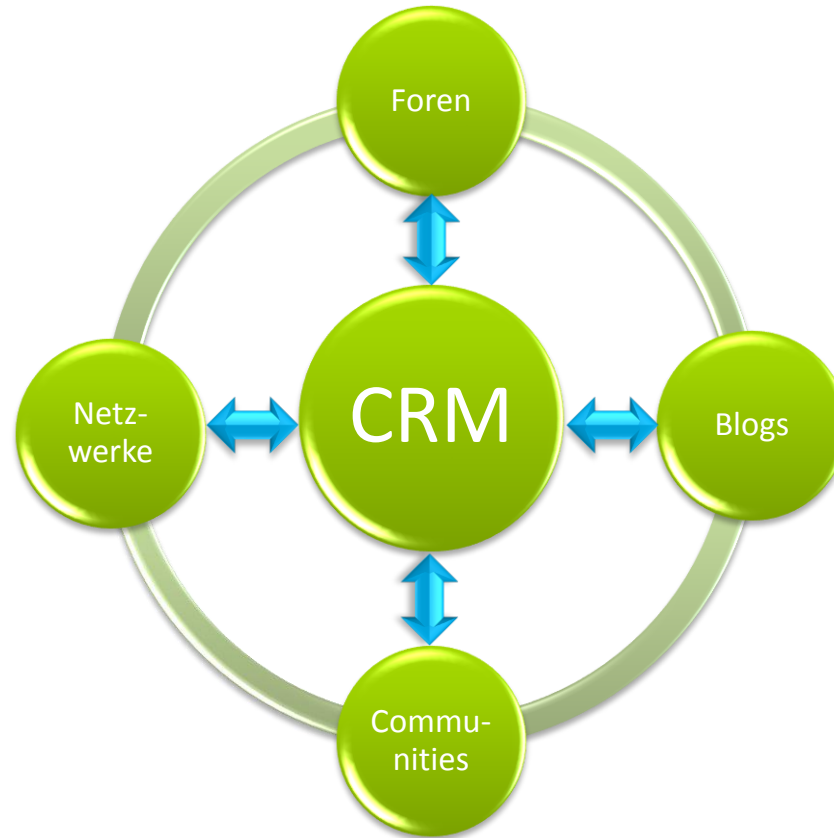 Foren
Netz-
werke
CRM
Blogs
Commu-
nities